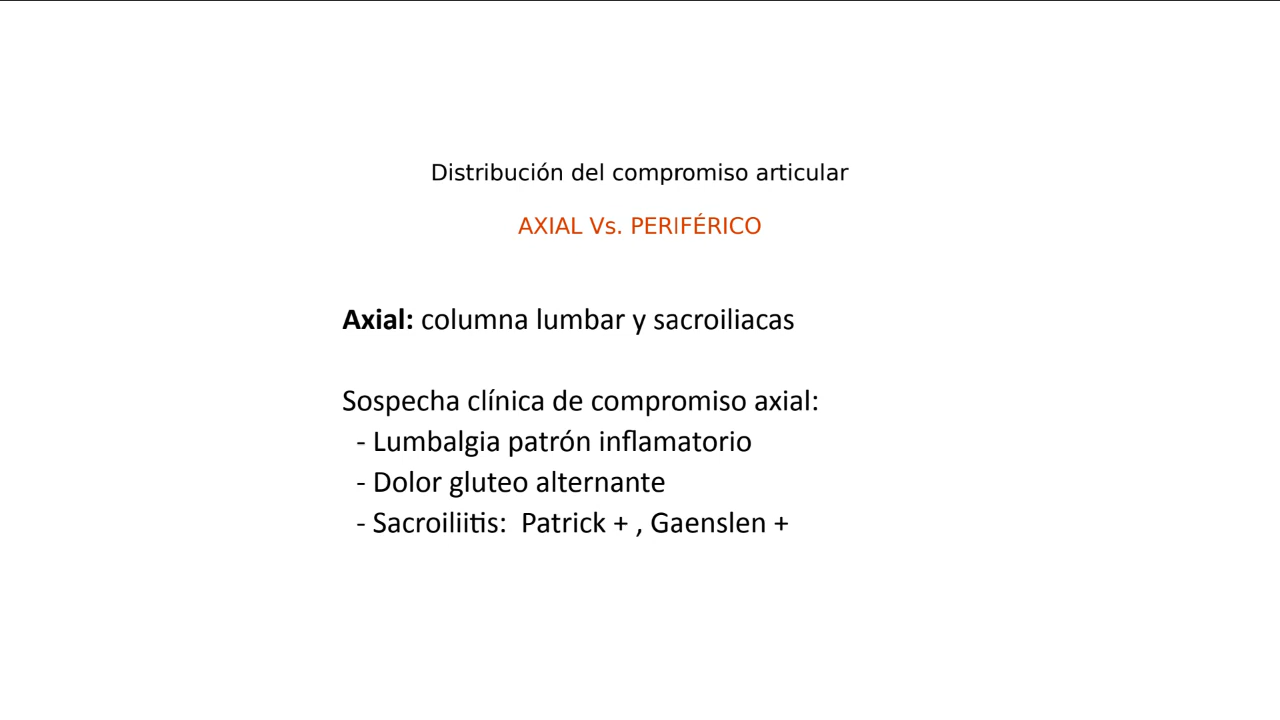 Distribución del compromiso articular
AXIAL Vs. PERIFÉRICO
Axial: columna lumbar y sacroiliacas
Sospecha clínica de compromiso axial:
- Lumbalgia patrón inflamatorio
- Dolor gluteo alternante
- Sacroiliitis:  Patrick + , Gaenslen +